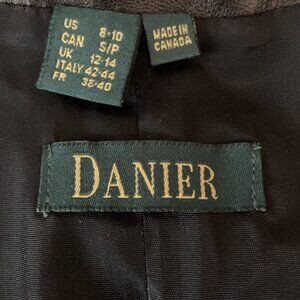 US 8-10
CAN S/P
UK 12-14
ITALY 42-44
FR 38-40
MADE IN
CANADA
DANIER